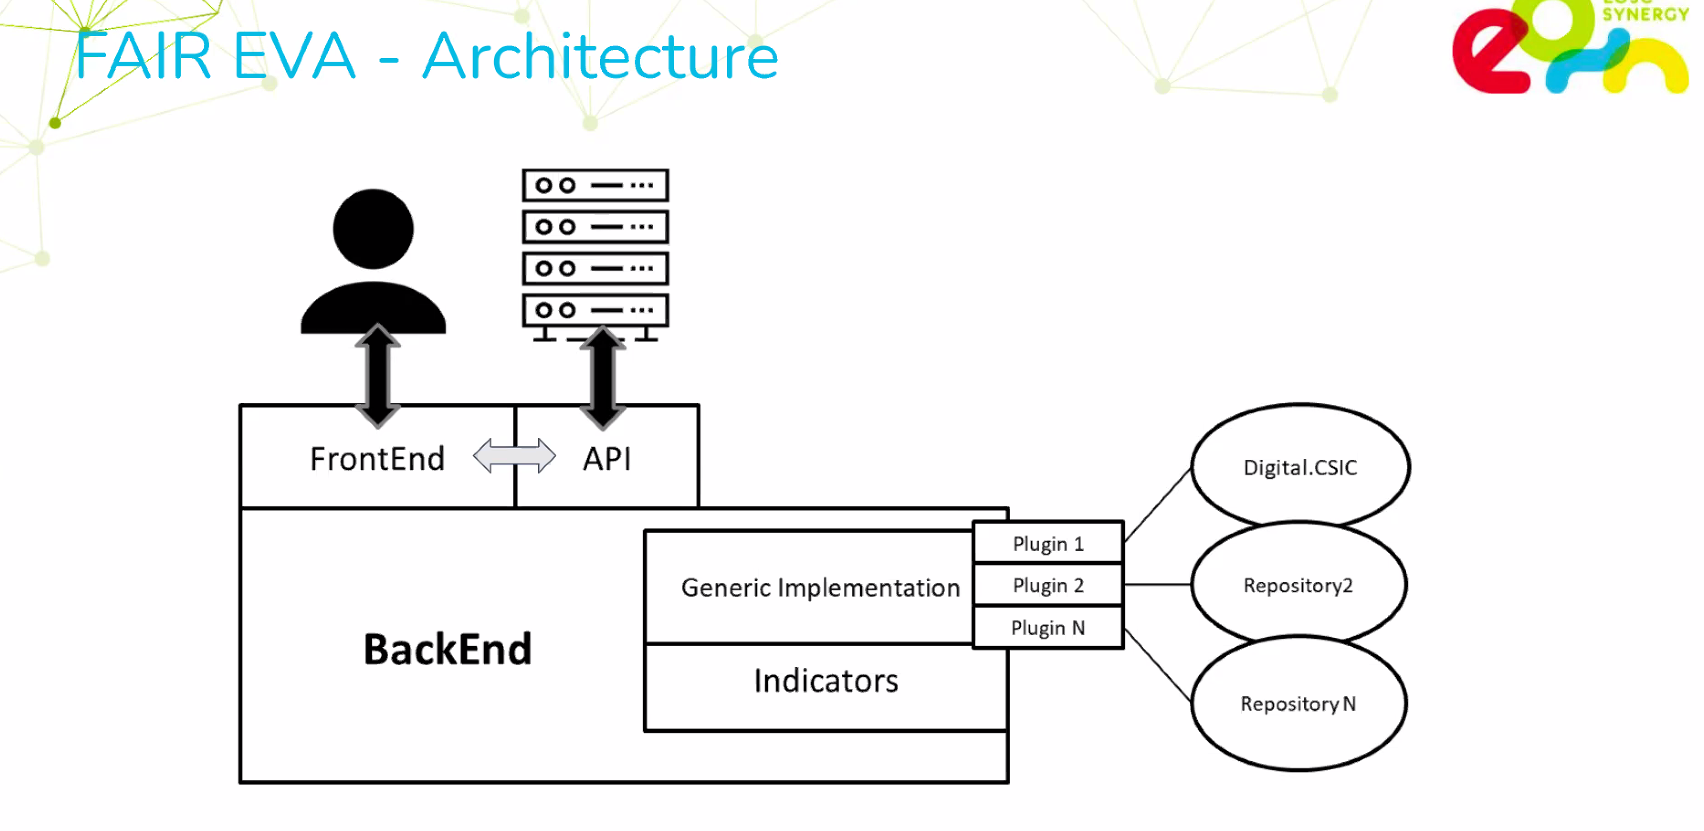 FAIR EVA - Architecture
EOSC
SYNERGY
FrontEnd
API
BackEnd
Generic Implementation
Indicators
Plugin 1
Plugin 2
Plugin N
Digital.CSIC
Repository2
Repository N